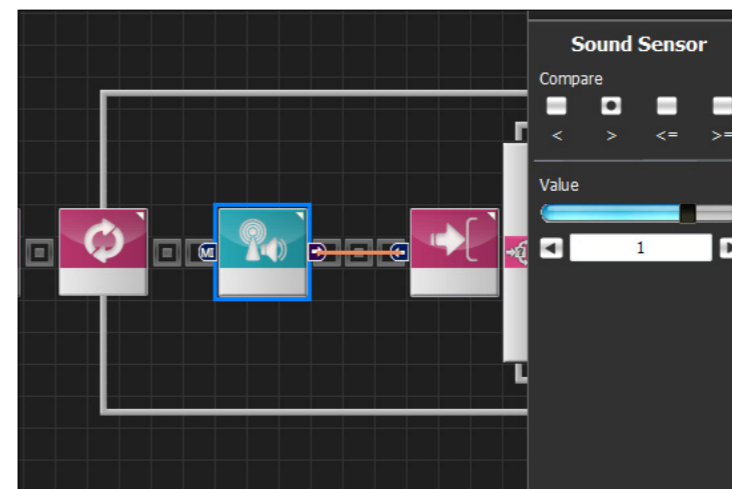 Sound Sensor
Compare
< > <= >=
Value
M
?
1